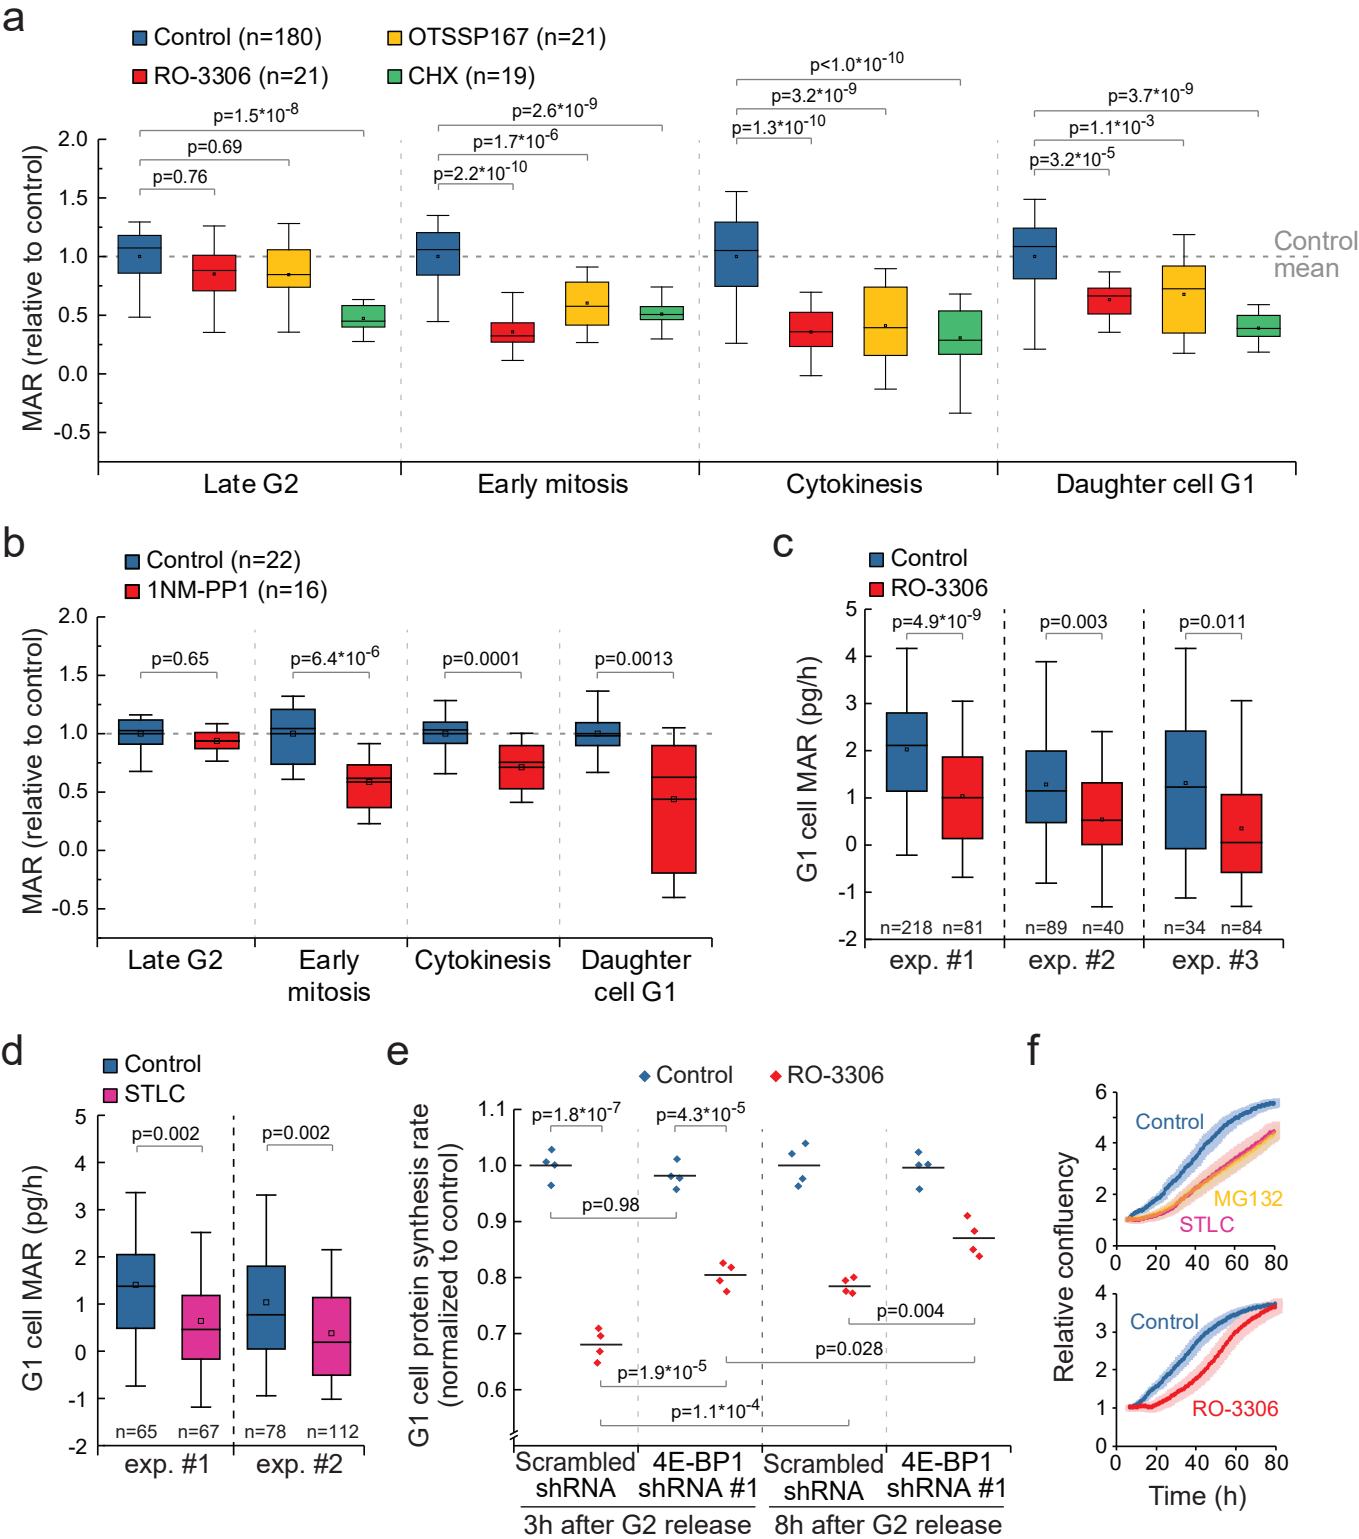 a
Control (n=180)
OTSSP167 (n=21)
RO-3306 (n=21)
CHX (n=19)
p=1.5*10-8
p=0.69
p=0.76
p=2.6*10-9
p=1.7*10-6
p=2.2*10-10
p<1.0*10-10
p=3.2*10-9
p=1.3*10-10
p=3.7*10-9
p=1.1*10-3
p=3.2*10-5
MAR (relative to control)
2.0
1.5
1.0
0.5
0.0
-0.5
Control
mean
Late G2
Early mitosis
Cytokinesis
Daughter cell G1
b
Control (n=22)
1NM-PP1 (n=16)
MAR (relative to control)
2.0
1.5
1.0
0.5
0.0
-0.5
p=0.65
p=6.4*10-6
p=0.0001
p=0.0013
Late G2
Early
mitosis
Cytokinesis
Daughter
cell G1
c
Control
RO-3306
G1 cell MAR (pg/h)
5
4
3
2
1
0
-1
-2
p=4.9*10-9
p=0.003
p=0.011
n=218
n=81
n=89
n=40
n=34
n=84
exp. #1
exp. #2
exp. #3
d
Control
STLC
G1 cell MAR (pg/h)
5
4
3
2
1
0
-1
-2
p=0.002
p=0.002
n=65
n=67
n=78
n=112
exp. #1
exp. #2
e
Control
RO-3306
G1 cell protein synthesis rate
(normalized to control)
1.1
1.0
0.9
0.8
0.7
0.6
p=1.8*10-7
p=4.3*10-5
p=0.98
p=0.004
p=0.028
p=1.9*10-5
p=1.1*10-4
Scrambled
shRNA
4E-BP1
shRNA #1
Scrambled
shRNA
4E-BP1
shRNA #1
3h after G2 release
8h after G2 release
f
Relative confluency
6
4
2
0
Control
MG132
STLC
0 20 40 60 80
4
3
2
1
0
Control
RO-3306
0 20 40 60 80
Time (h)